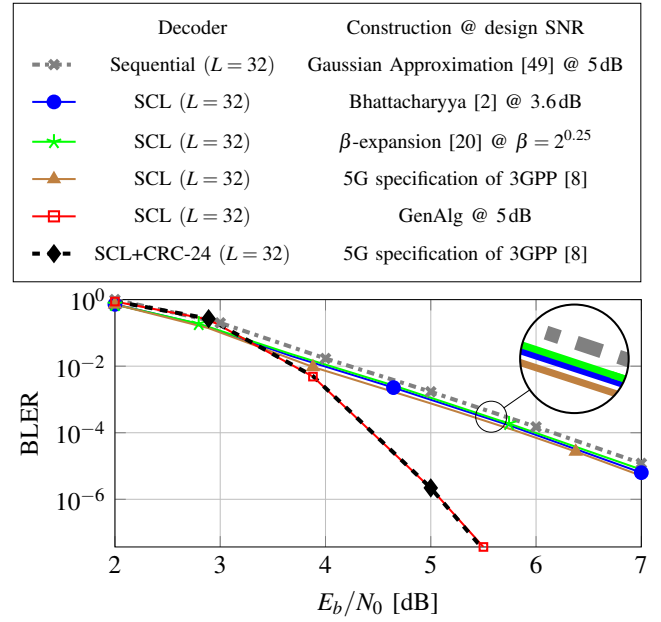 Decoder Construction @ design SNR
Sequential (L = 32) Gaussian Approximation [49] @ 5 dB
SCL (L = 32) Bhattacharyya [2] @ 3.6 dB
SCL (L = 32) β-expansion [20] @ β = 2^0.25
SCL (L = 32) 5G specification of 3GPP [8]
SCL (L = 32) GenAlg @ 5 dB
SCL+CRC-24 (L = 32) 5G specification of 3GPP [8]
10^0
10^−2
10^−4
10^−6
BLER
2 3 4 5 6 7
E_b/N_0 [dB]